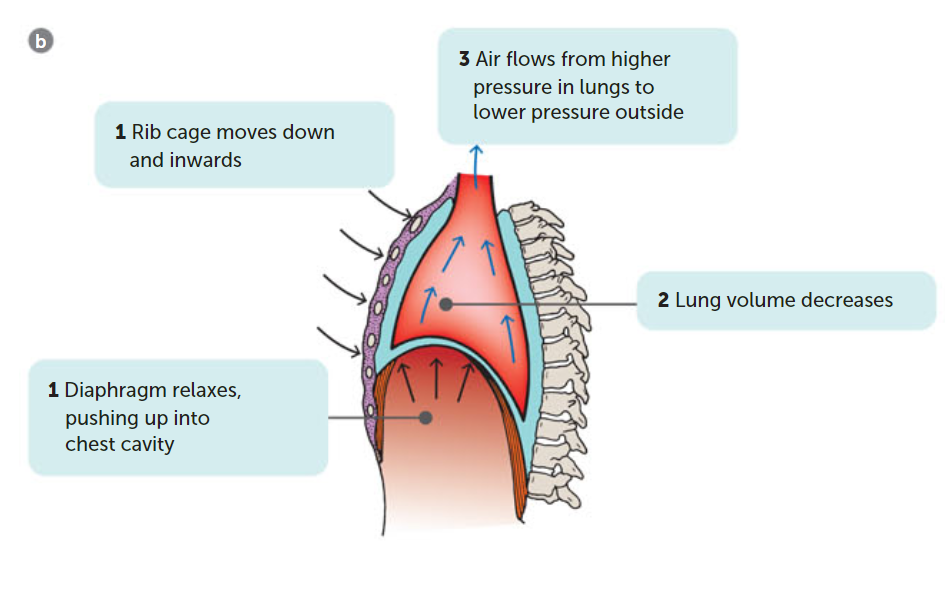 b
3 Air flows from higher
pressure in lungs to
lower pressure outside
1 Rib cage moves down
and inwards
2 Lung volume decreases
1 Diaphragm relaxes,
pushing up into
chest cavity